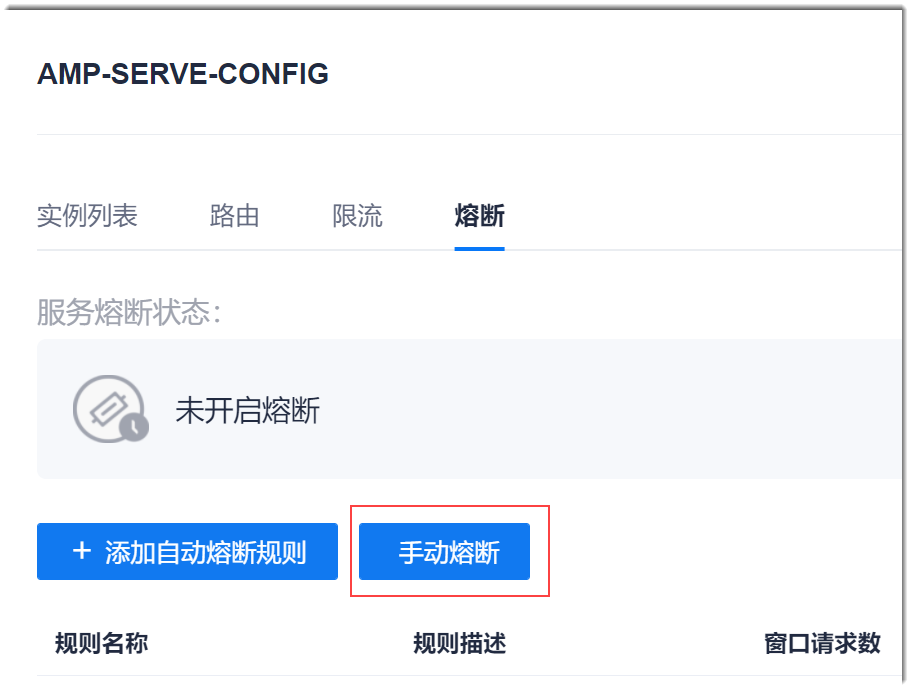 AMP-SERVE-CONFIG
实例列表 路由 限流 熔断
服务熔断状态：
未开启熔断
+ 添加自动熔断规则 手动熔断
规则名称 规则描述 窗口请求数